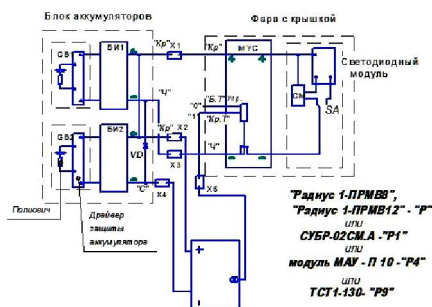 Блок аккумуляторов
Фара с крышкой
GB1
БИ1
"Кр"
X1
"Кр"
МУС
Светодиодный
модуль
"Ч"
"С"
"Б.Т"
Упр.
"1"
"Кр.Т"
СМ
SA
GB2
БИ2
"Кр"
X2
VD
X3
"Ч"
"С"
X4
X5
Полисвич
Драйвер
защиты
аккумулятора
+
-
"Радиус 1-ПРМВ8",
"Радиус 1-ПРМВ12" - "Р"
или
СУБР-02СМ.А -"Р1"
или
модуль МАУ - П 10 -"Р4"
или
ТСТ1-130- "Р9"